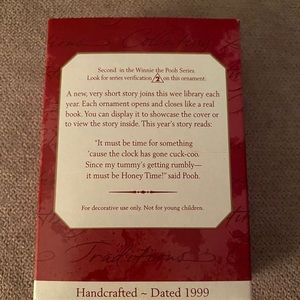 Second in the Winnie the Pooh Series
Look for series verification 2 on this ornament.
A new, very short story joins this wee library each
year. Each ornament opens and closes like a real
book. You can display it to showcase the cover or
to view the story inside. This year's story reads:
"It must be time for something
'cause the clock has gone cuck-coo.
Since my tummy's getting rumbly—
it must be Honey Time!" said Pooh.
For decorative use only. Not for young children.
Traditions
Handcrafted ~ Dated 1999